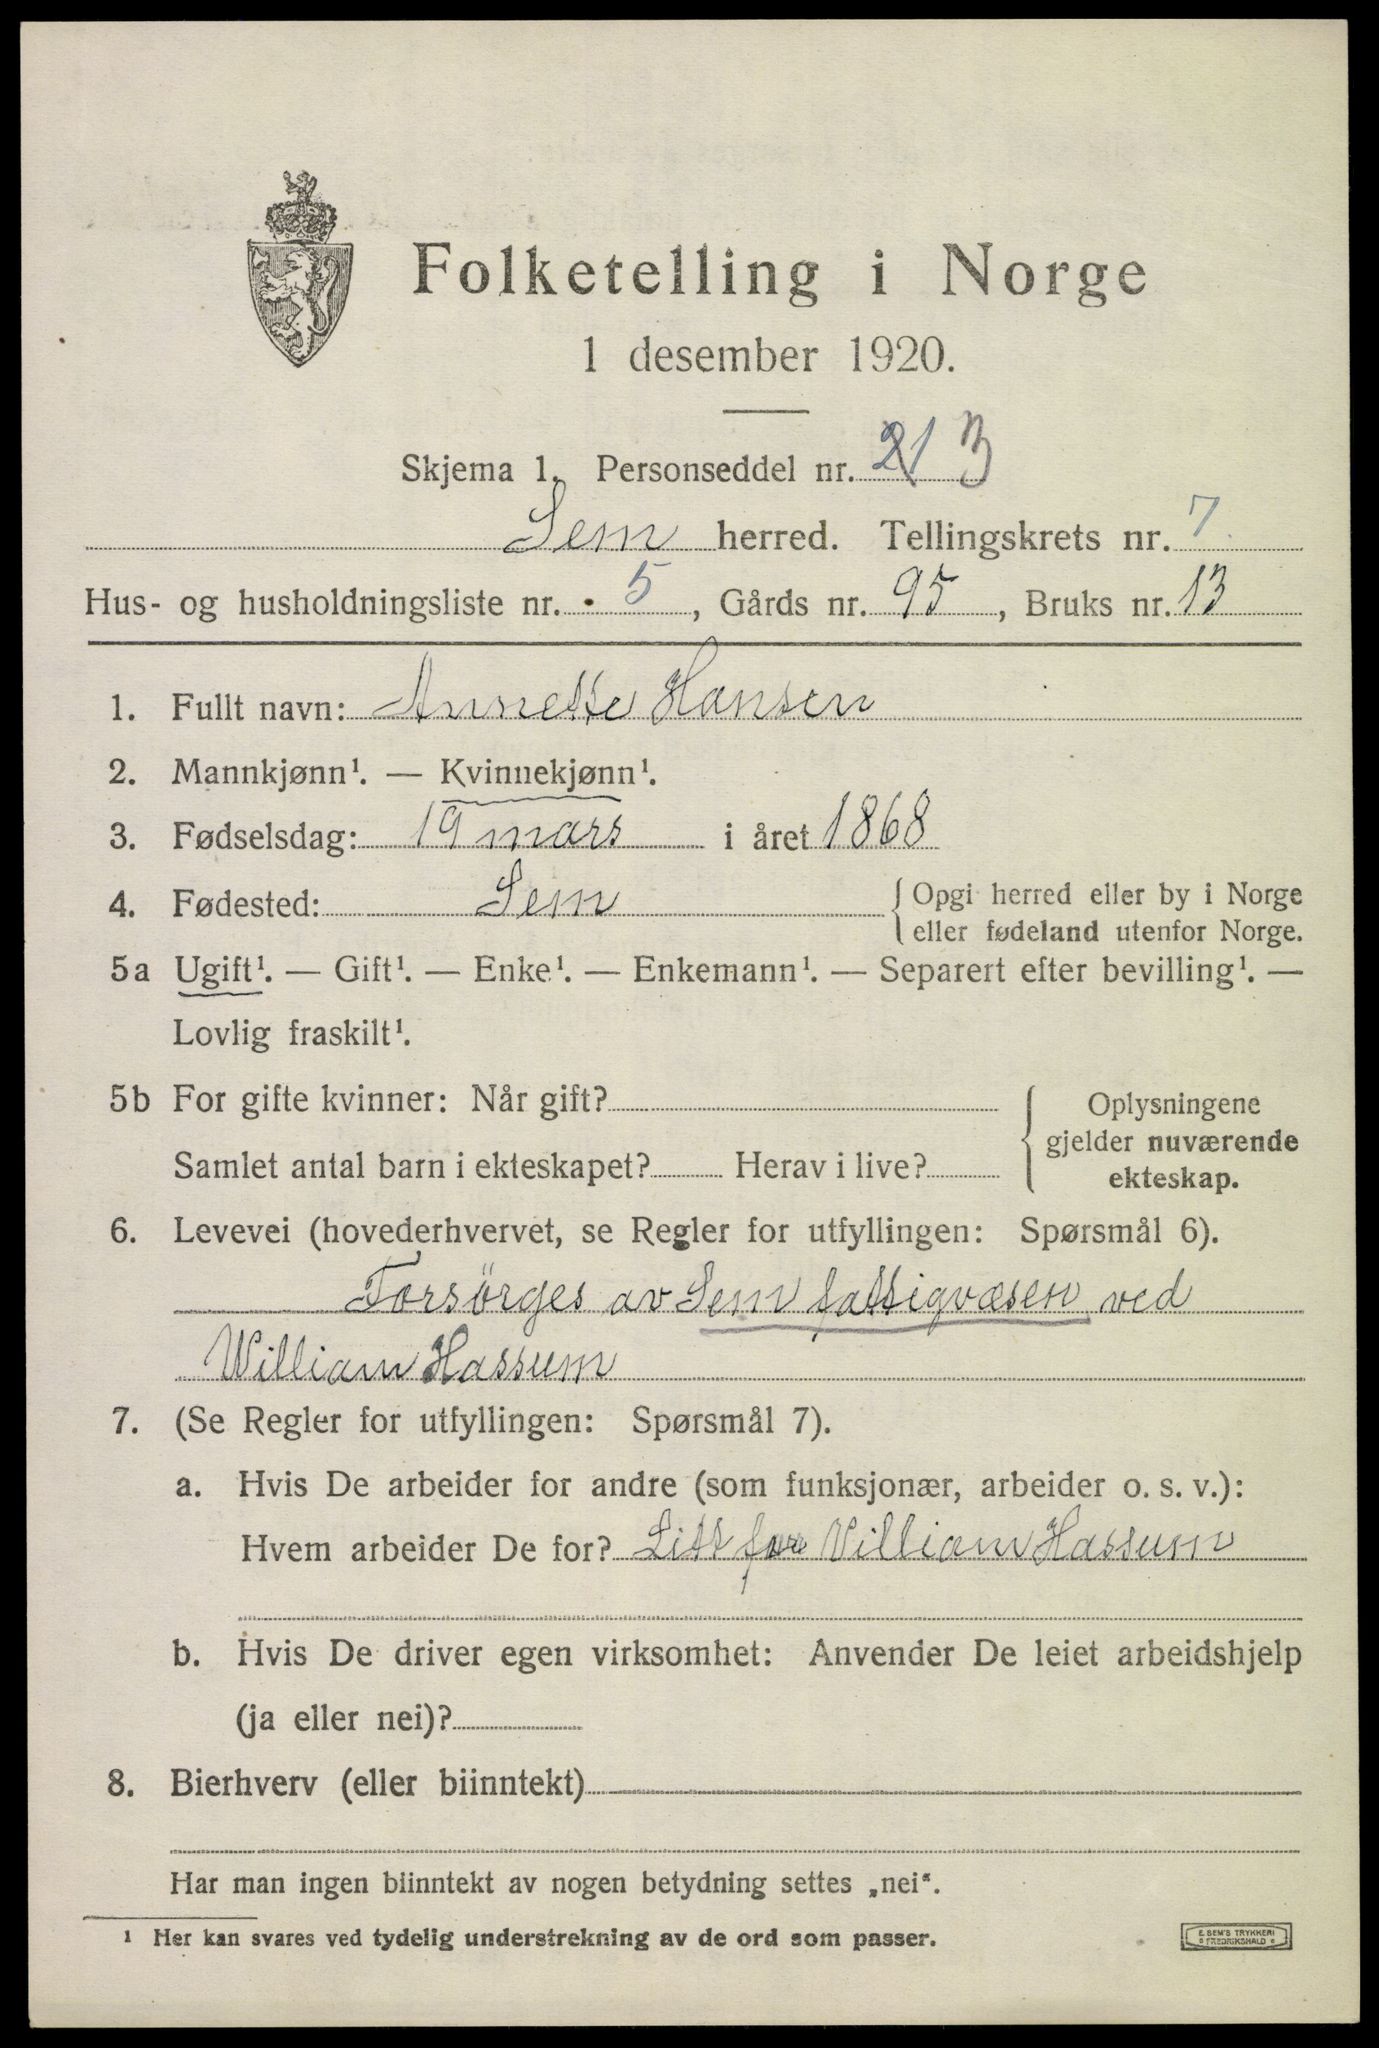 Folketelling i Norge
1 desember 1920.
Skjema 1. Personseddel nr. 21 3
Sem herred. Tellingskrets nr. 7
Hus- og husholdningsliste nr. 5, Gårds nr. 95, Bruks nr. 13
1. Fullt navn: Annette Hansen
2. Mannkjønn¹. — Kvinnekjønn¹.
3. Fødselsdag: 19 mars i året 1868
4. Fødested: Sem { Opgi herred eller by i Norge
eller fødeland utenfor Norge.
5a Ugift¹. — Gift¹. — Enke¹. — Enkemann¹. — Separert efter bevilling¹. —
Lovlig fraskilt¹.
5b For gifte kvinner: Når gift?
Samlet antal barn i ekteskapet? Herav i live?
{ Oplysningene
gjelder nuværende
ekteskap.
6. Levevei (hovederhvervet, se Regler for utfyllingen: Spørsmål 6).
Forsörges av Sem fattigvæsen ved
William Hassum
7. (Se Regler for utfyllingen: Spørsmål 7).
a. Hvis De arbeider for andre (som funksjonær, arbeider o. s. v.):
Hvem arbeider De for? Litt for William Hassum
b. Hvis De driver egen virksomhet: Anvender De leiet arbeidshjelp
(ja eller nei)?
8. Bierhverv (eller biinntekt)
Har man ingen biinntekt av nogen betydning settes „nei“.
¹ Her kan svares ved tydelig understrekning av de ord som passer.
E. SEM'S TRYKKERI
FREDRIKSHALD